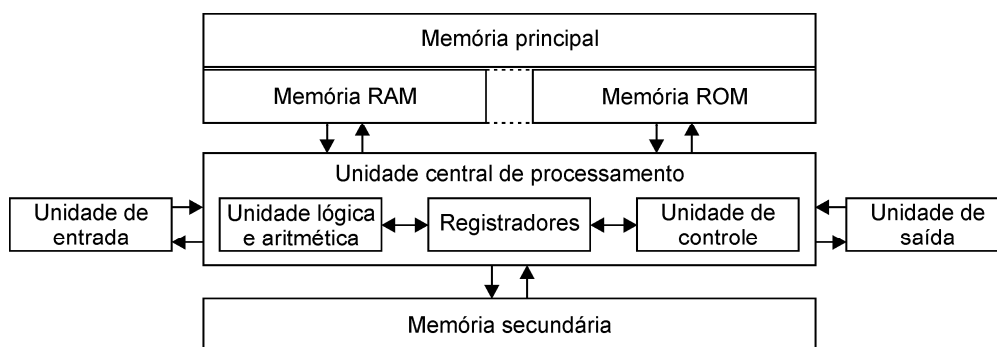 Memória principal
Memória RAM
Memória ROM
Unidade central de processamento
Unidade de
entrada
Unidade lógica
e aritmética
Registradores
Unidade de
controle
Unidade de
saída
Memória secundária